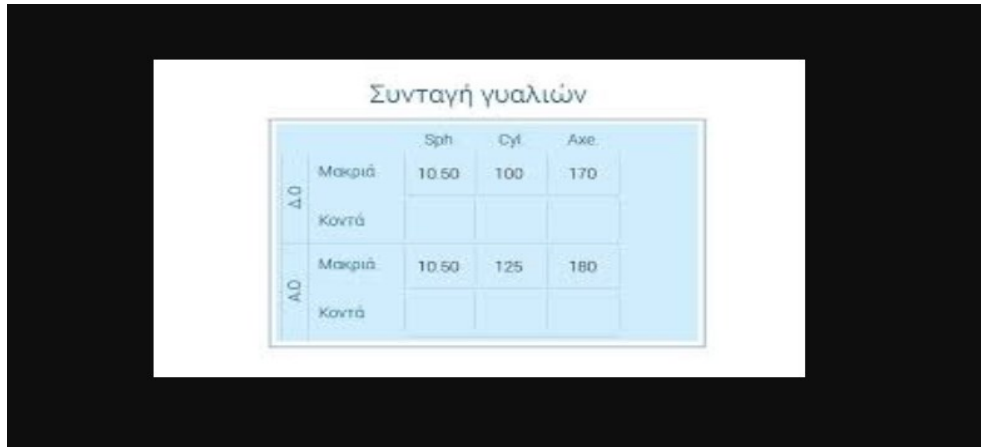 Συνταγή γυαλιών
Sph Cyl. Axe.
Δ.Ο
Μακριά 10.50 100 170
Κοντά
Α.Ο
Μακριά 10.50 125 180
Κοντά